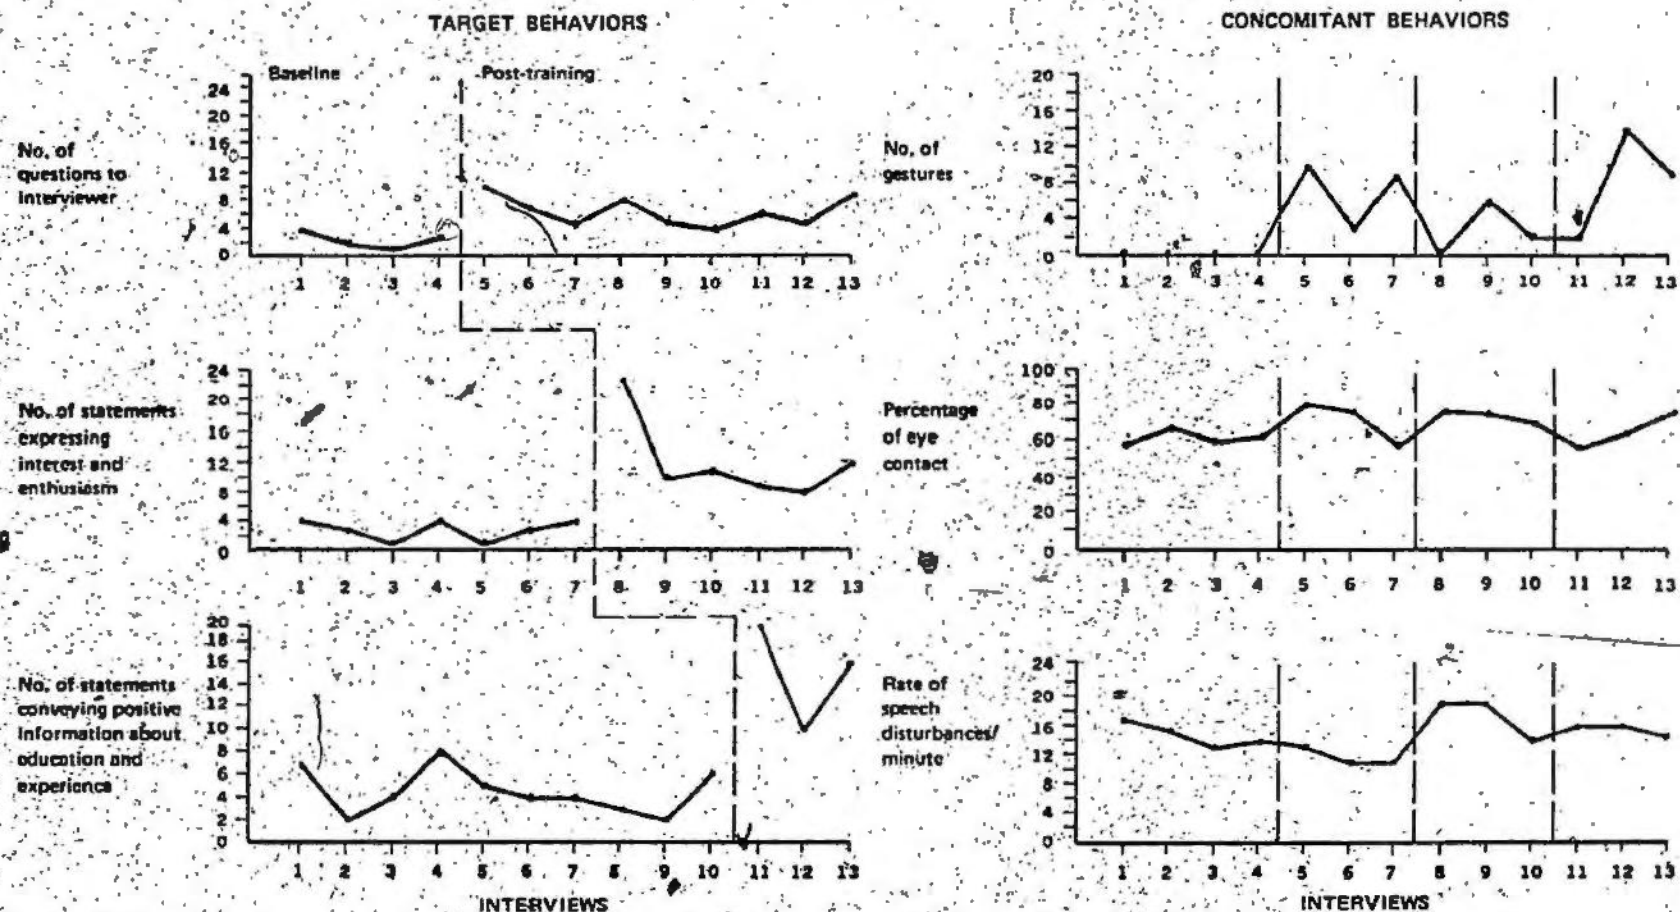 TARGET BEHAVIORS
Baseline
Post-training
No. of
questions to
Interviewer
24
20
16
12
8
4
0
1 2 3 4 5 6 7 8 9 10 11 12 13
No. of statements
expressing
interest and
enthusiasm
24
20
16
12
8
4
0
1 2 3 4 5 6 7 8 9 10 11 12 13
No. of statements
conveying positive
information about
education and
experience
20
18
16
14
12
10
8
6
4
2
0
1 2 3 4 5 6 7 8 9 10 11 12 13
INTERVIEWS
CONCOMITANT BEHAVIORS
No. of
gestures
20
16
12
8
4
0
1 2 3 4 5 6 7 8 9 10 11 12 13
Percentage
of eye
contact
100
80
60
40
20
0
1 2 3 4 5 6 7 8 9 10 11 12 13
Rate of
speech
disturbances/
minute
24
20
16
12
8
4
0
1 2 3 4 5 6 7 8 9 10 11 12 13
INTERVIEWS